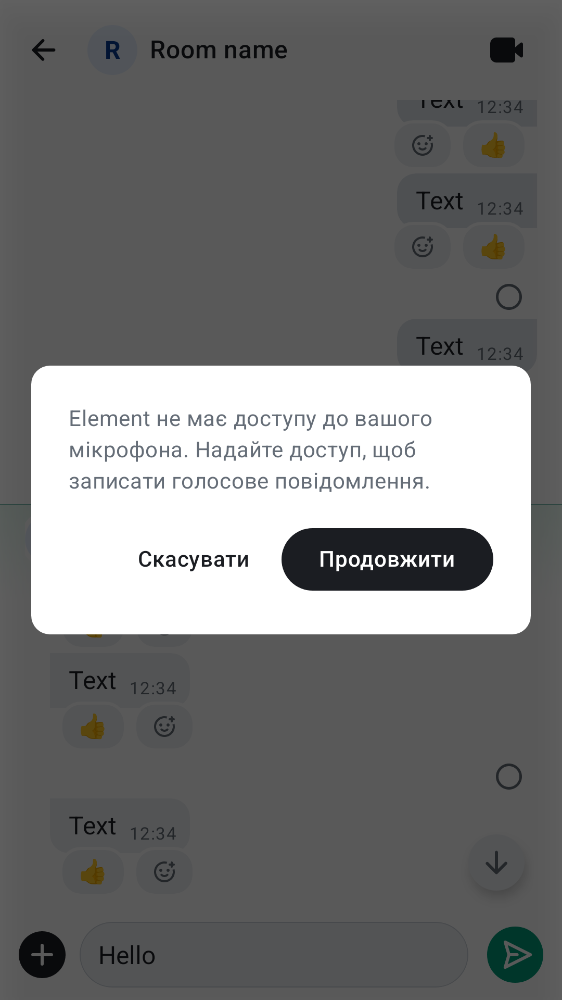 R Room name
Text 12:34
👍
Text 12:34
👍
Text 12:34
Element не має доступу до вашого
мікрофона. Надайте доступ, щоб
записати голосове повідомлення.
Скасувати Продовжити
Text 12:34
👍
Text 12:34
👍
Hello